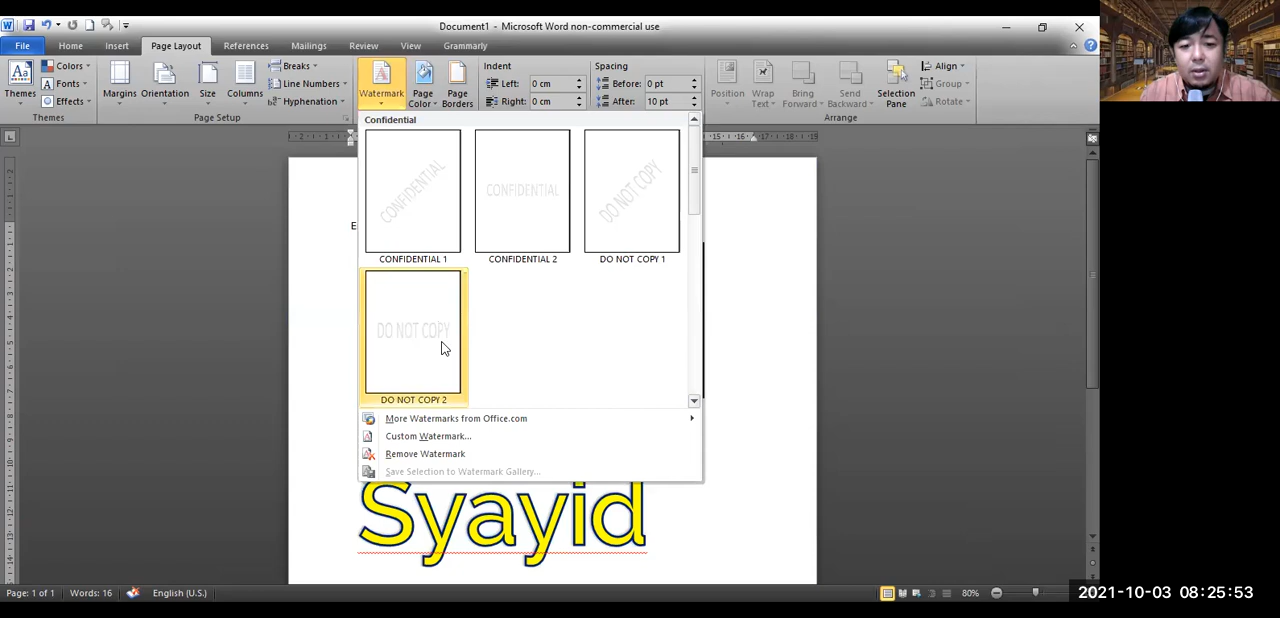 Document1 - Microsoft Word non-commercial use
File Home Insert Page Layout References Mailings Review View Grammarly
Themes
Colors
Fonts
Effects
Themes
Margins
Orientation
Size
Columns
Breaks
Line Numbers
Hyphenation
Page Setup
Watermark
Page Color
Page Borders
Indent
Left: 0 cm
Right: 0 cm
Spacing
Before: 0 pt
After: 10 pt
Position
Wrap Text
Bring Forward
Send Backward
Selection Pane
Align
Group
Rotate
Arrange
Confidential
CONFIDENTIAL
CONFIDENTIAL
DO NOT COPY
CONFIDENTIAL 1
CONFIDENTIAL 2
DO NOT COPY 1
DO NOT COPY
DO NOT COPY 2
More Watermarks from Office.com
Custom Watermark...
Remove Watermark
Save Selection to Watermark Gallery...
E
Syayid
Page: 1 of 1 Words: 16 English (U.S.) 80%
2021-10-03 08:25:53